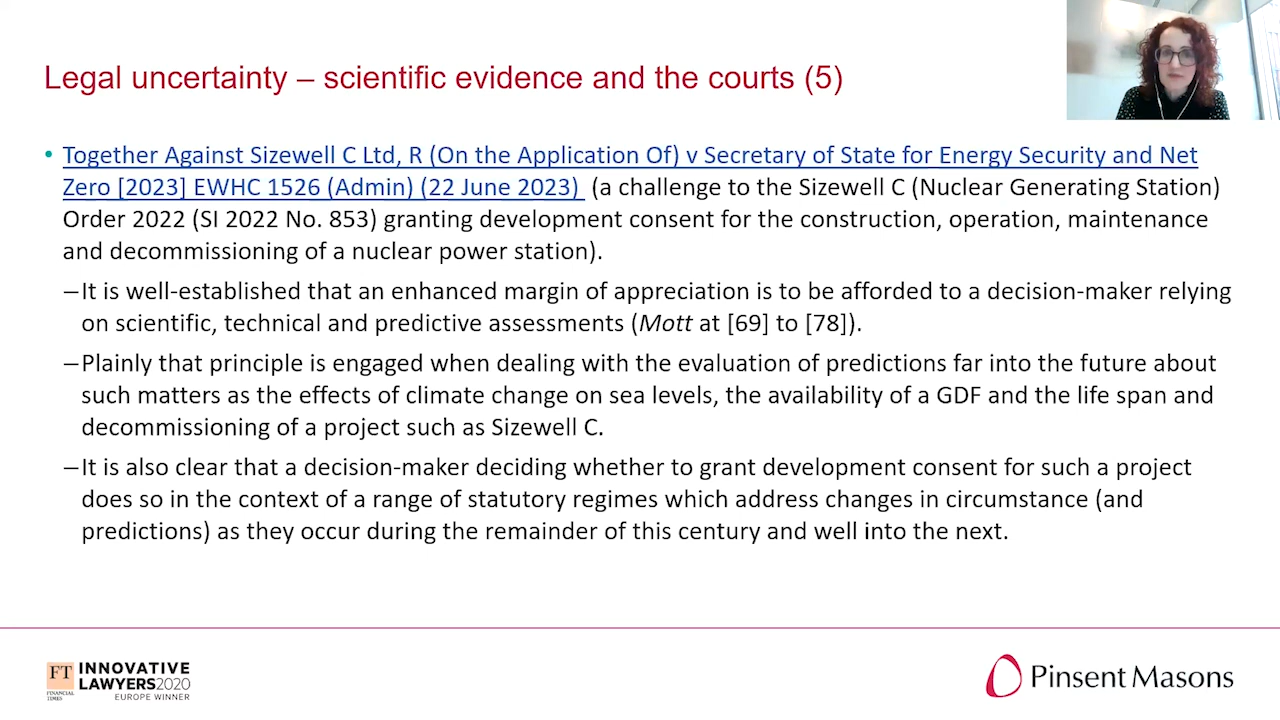 Legal uncertainty – scientific evidence and the courts (5)
• Together Against Sizewell C Ltd, R (On the Application Of) v Secretary of State for Energy Security and Net
Zero [2023] EWHC 1526 (Admin) (22 June 2023) (a challenge to the Sizewell C (Nuclear Generating Station)
Order 2022 (SI 2022 No. 853) granting development consent for the construction, operation, maintenance
and decommissioning of a nuclear power station).
–It is well-established that an enhanced margin of appreciation is to be afforded to a decision-maker relying
on scientific, technical and predictive assessments (Mott at [69] to [78]).
–Plainly that principle is engaged when dealing with the evaluation of predictions far into the future about
such matters as the effects of climate change on sea levels, the availability of a GDF and the life span and
decommissioning of a project such as Sizewell C.
–It is also clear that a decision-maker deciding whether to grant development consent for such a project
does so in the context of a range of statutory regimes which address changes in circumstance (and
predictions) as they occur during the remainder of this century and well into the next.
FT
FINANCIAL
TIMES
INNOVATIVE
LAWYERS2020
EUROPE WINNER
Pinsent Masons